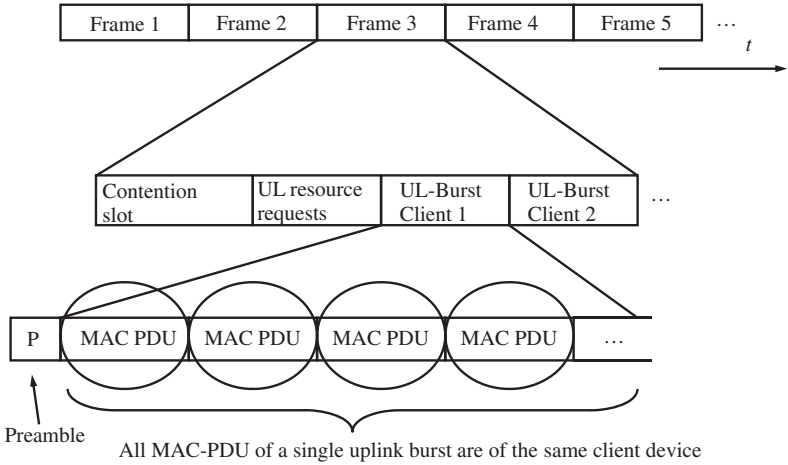 Frame 1 Frame 2 Frame 3 Frame 4 Frame 5 ...
t
Contention slot
UL resource requests
UL-Burst Client 1
UL-Burst Client 2
...
P MAC PDU MAC PDU MAC PDU MAC PDU ...
Preamble
All MAC-PDU of a single uplink burst are of the same client device